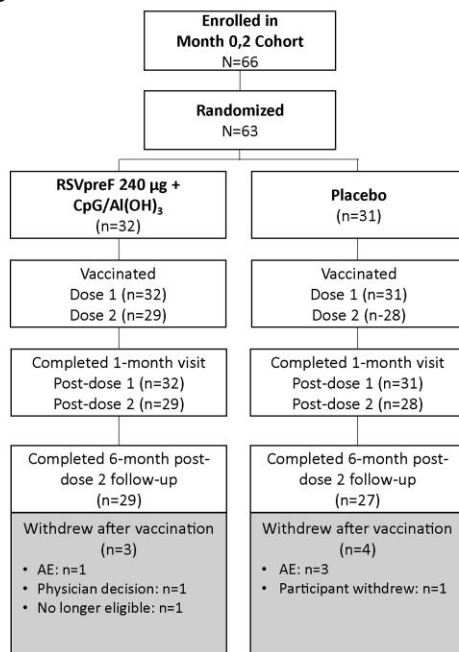 Enrolled in
Month 0,2 Cohort
N=66
Randomized
N=63
RSVpreF 240 µg +
CpG/Al(OH)₃
(n=32)
Placebo
(n=31)
Vaccinated
Dose 1 (n=32)
Dose 2 (n=29)
Vaccinated
Dose 1 (n=31)
Dose 2 (n-28)
Completed 1-month visit
Post-dose 1 (n=32)
Post-dose 2 (n=29)
Completed 1-month visit
Post-dose 1 (n=31)
Post-dose 2 (n=28)
Completed 6-month post-
dose 2 follow-up
(n=29)
Completed 6-month post-
dose 2 follow-up
(n=27)
Withdrew after vaccination
(n=3)
• AE: n=1
• Physician decision: n=1
• No longer eligible: n=1
Withdrew after vaccination
(n=4)
• AE: n=3
• Participant withdrew: n=1